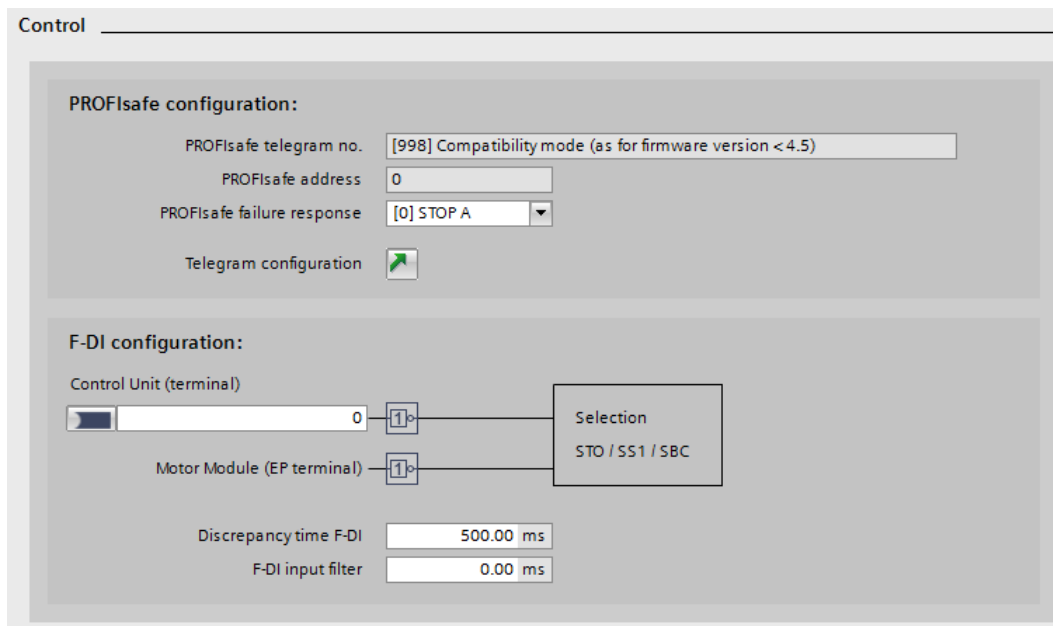 Control
PROFIsafe configuration:
PROFIsafe telegram no. [998] Compatibility mode (as for firmware version < 4.5)
PROFIsafe address 0
PROFIsafe failure response [0] STOP A
Telegram configuration
F-DI configuration:
Control Unit (terminal)
0 1 Selection
STO / SS1 / SBC
Motor Module (EP terminal) 1
Discrepancy time F-DI 500.00 ms
F-DI input filter 0.00 ms